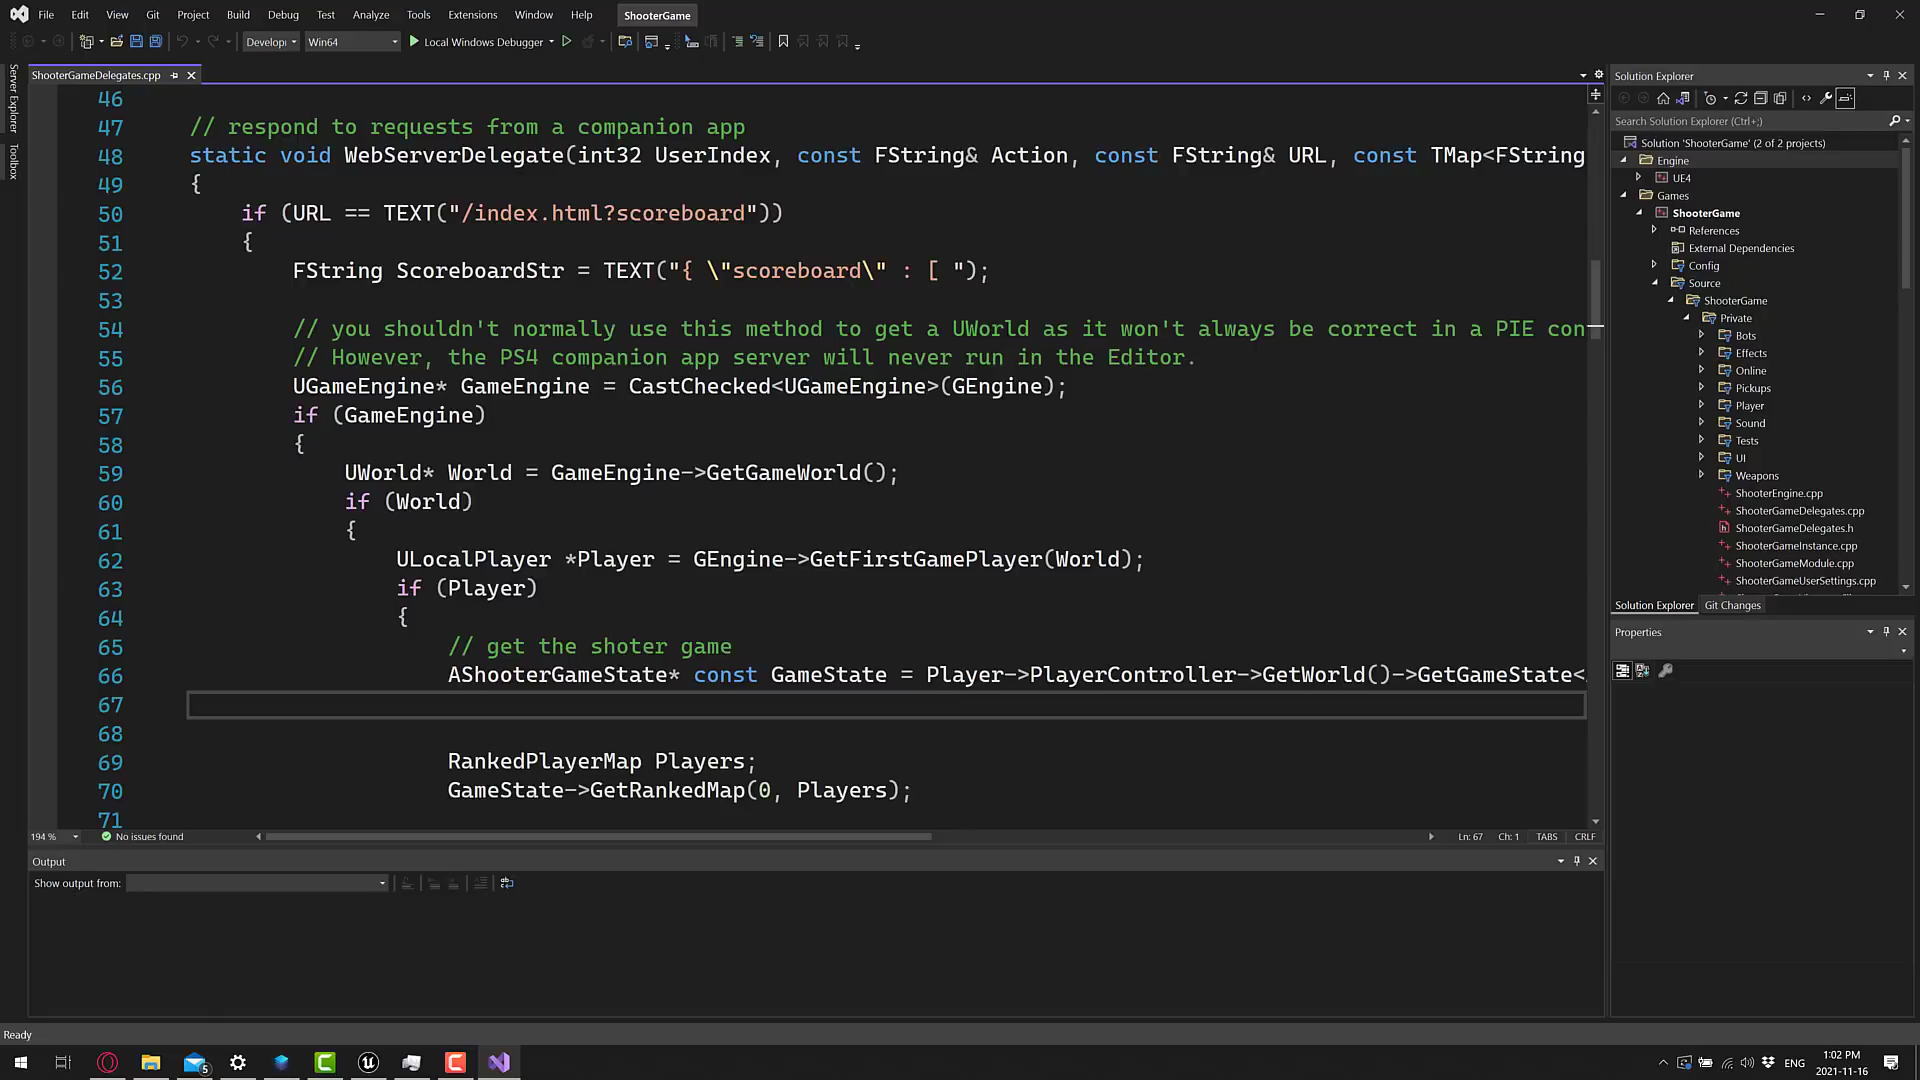 File Edit View Git Project Build Debug Test Analyze Tools Extensions Window Help ShooterGame
Develop Win64 Local Windows Debugger
Server Explorer
Toolbox
ShooterGameDelegates.cpp
46
47 // respond to requests from a companion app
48 static void WebServerDelegate(int32 UserIndex, const FString& Action, const FString& URL, const TMap<FString
49 {
50 if (URL == TEXT("/index.html?scoreboard"))
51 {
52 FString ScoreboardStr = TEXT("{ \"scoreboard\" : [ ");
53
54 // you shouldn't normally use this method to get a UWorld as it won't always be correct in a PIE con
55 // However, the PS4 companion app server will never run in the Editor.
56 UGameEngine* GameEngine = CastChecked<UGameEngine>(GEngine);
57 if (GameEngine)
58 {
59 UWorld* World = GameEngine->GetGameWorld();
60 if (World)
61 {
62 ULocalPlayer *Player = GEngine->GetFirstGamePlayer(World);
63 if (Player)
64 {
65 // get the shoter game
66 AShooterGameState* const GameState = Player->PlayerController->GetWorld()->GetGameState<
67
68
69 RankedPlayerMap Players;
70 GameState->GetRankedMap(0, Players);
71
194 % No issues found Ln: 67 Ch: 1 TABS CRLF
Output
Show output from:
Solution Explorer
Search Solution Explorer (Ctrl+;)
Solution 'ShooterGame' (2 of 2 projects)
Engine
UE4
Games
ShooterGame
References
External Dependencies
Config
Source
ShooterGame
Private
Bots
Effects
Online
Pickups
Player
Sound
Tests
UI
Weapons
ShooterEngine.cpp
ShooterGameDelegates.cpp
ShooterGameDelegates.h
ShooterGameInstance.cpp
ShooterGameModule.cpp
ShooterGameUserSettings.cpp
Solution Explorer Git Changes
Properties
Ready
5
ENG
1:02 PM
2021-11-16